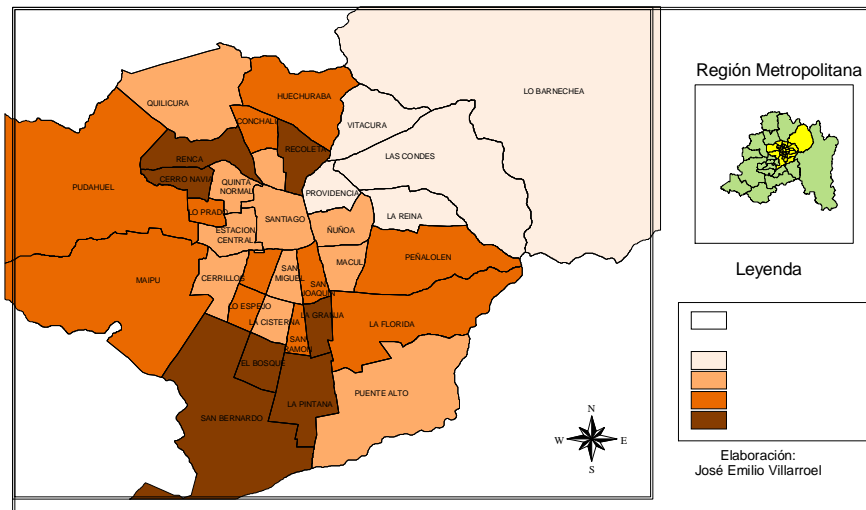 LO BARNECHEA
HUECHURABA
QUILICURA
CONCHALI
VITACURA
RECOLETA
RENCA
LAS CONDES
CERRO NAVIA
PUDAHUEL
QUINTA
NORMAL
PROVIDENCIA
LO PRADO
SANTIAGO
LA REINA
ESTACION
CENTRAL
ÑUÑOA
MACUL
PEÑALOLEN
MAIPU
CERRILLOS
SAN
MIGUEL
SAN
JOAQUIN
LO ESPEJO
LA CISTERNA
LA GRANJA
LA FLORIDA
SAN
RAMON
EL BOSQUE
PUENTE ALTO
LA PINTANA
SAN BERNARDO
N
W
E
S
Región Metropolitana
Leyenda
Elaboración:
José Emilio Villarroel